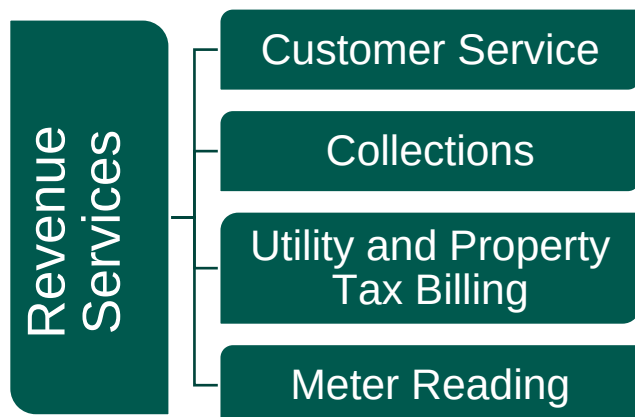 Revenue
Services
Customer Service
Collections
Utility and Property
Tax Billing
Meter Reading